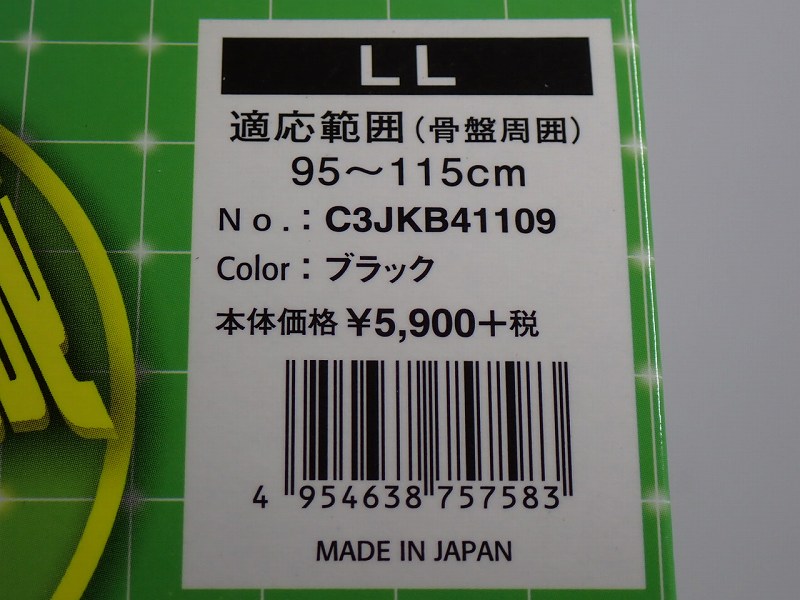 LL
適応範囲(骨盤周囲)
95〜115cm
No.：C3JKB41109
Color：ブラック
本体価格 ¥5,900+税
4 954638 757583
MADE IN JAPAN